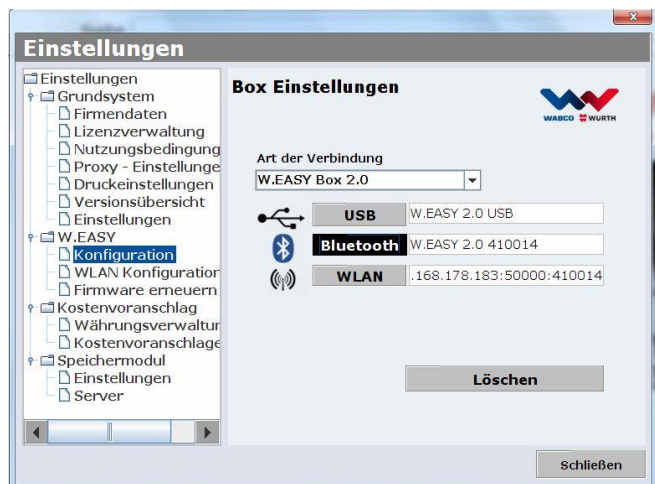 Einstellungen
Einstellungen
Grundsystem
Firmendaten
Lizenzverwaltung
Nutzungsbedingung
Proxy - Einstellunge
Druckeinstellungen
Versionsübersicht
Einstellungen
W.EASY
Konfiguration
WLAN Konfiguration
Firmware erneuern
Kostenvoranschlag
Währungsverwaltur
Kostenvoranschlage
Speichermodul
Einstellungen
Server
Box Einstellungen
WABCO WURTH
Art der Verbindung
W.EASY Box 2.0
USB W.EASY 2.0 USB
Bluetooth W.EASY 2.0 410014
WLAN .168.178.183:50000:410014
Löschen
Schließen